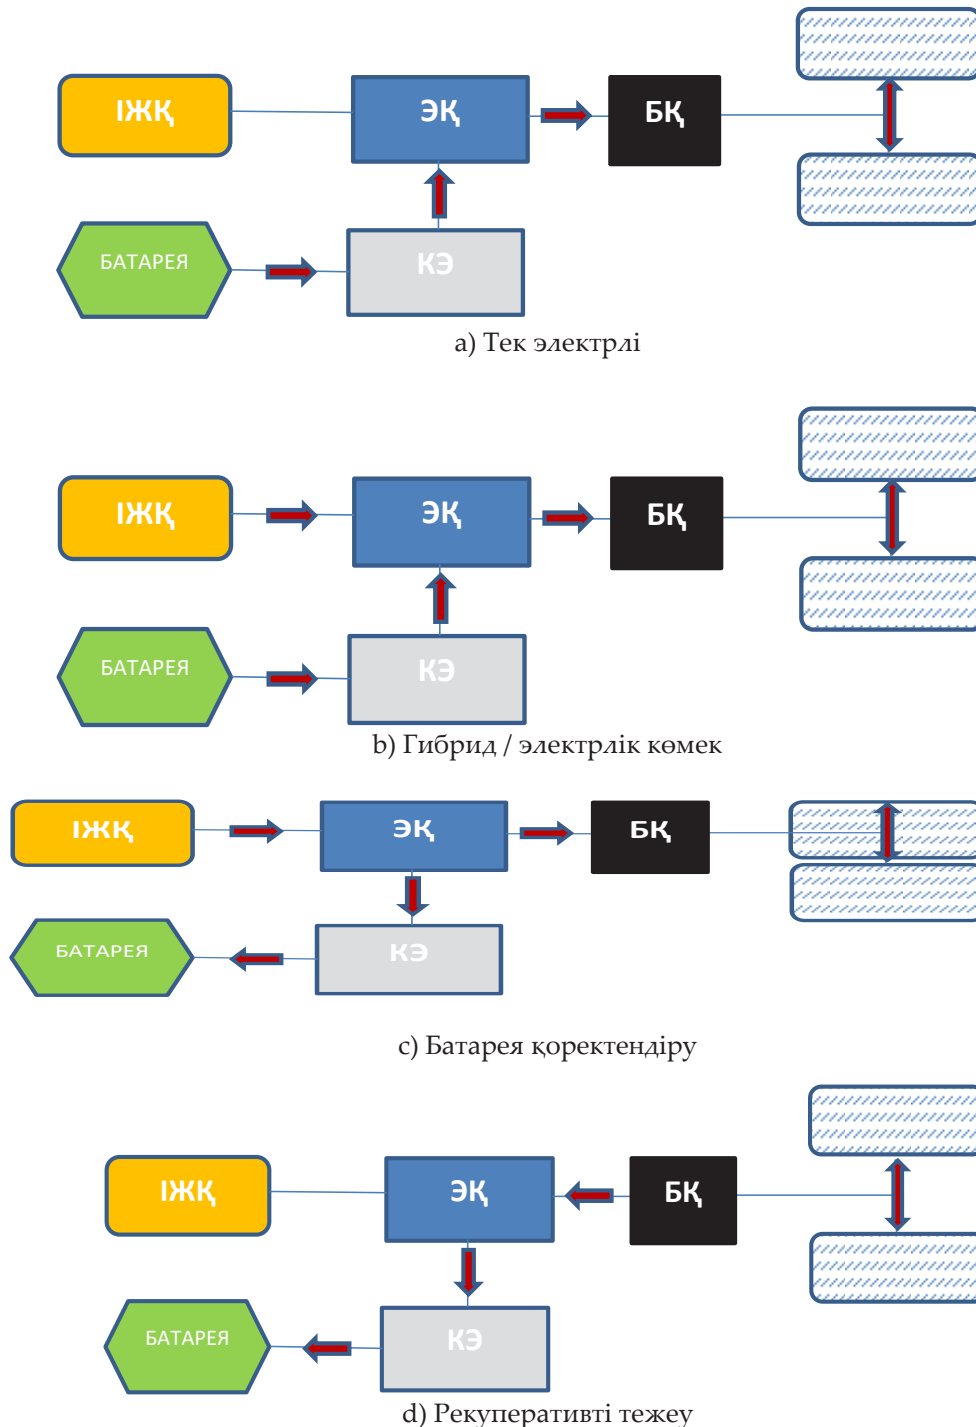 ІЖҚ ЭҚ БҚ
БАТАРЕЯ КЭ
a) Тек электрлі
ІЖҚ ЭҚ БҚ
БАТАРЕЯ КЭ
b) Гибрид / электрлік көмек
ІЖҚ ЭҚ БҚ
БАТАРЕЯ КЭ
c) Батарея қоректендіру
ІЖҚ ЭҚ БҚ
БАТАРЕЯ КЭ
d) Рекуперативті тежеу